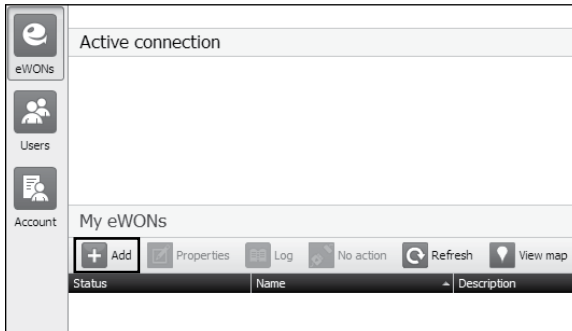 eWONs
Users
Account
Active connection
My eWONs
Add Properties Log No action Refresh View map
Status Name Description